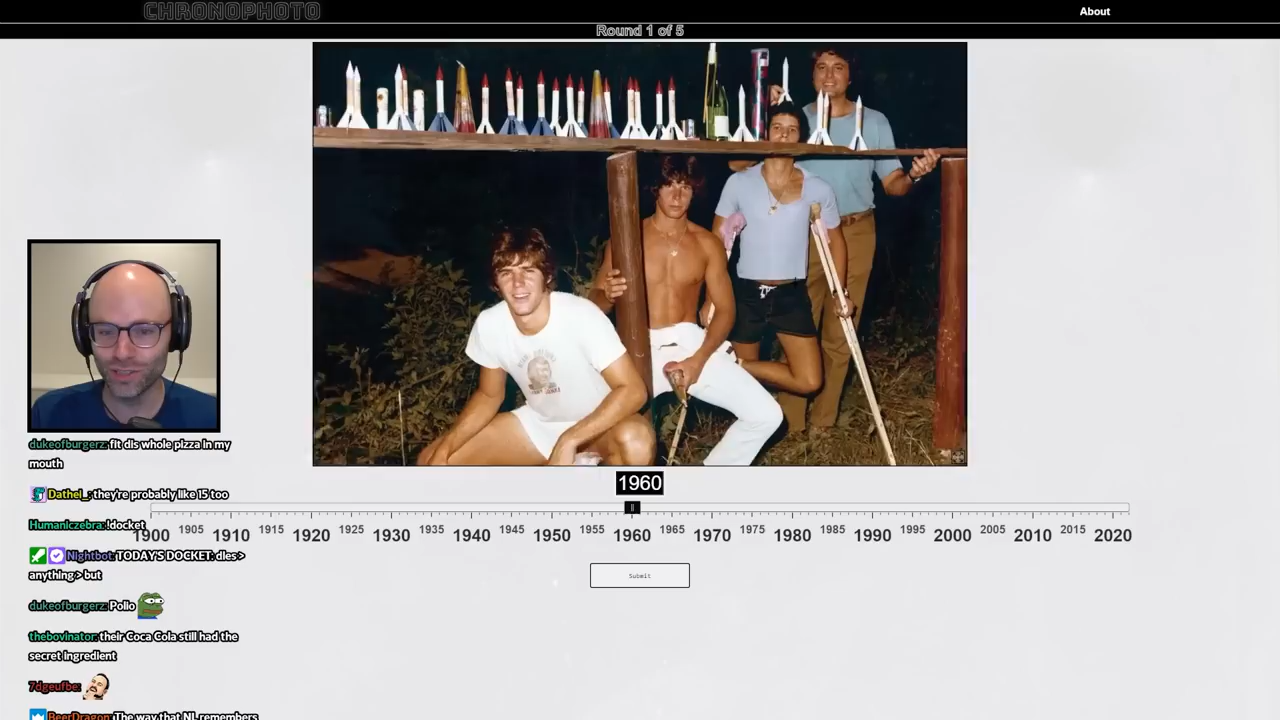 CHRONOPHOTO
About
Round 1 of 5
1960
1900 1905 1910 1915 1920 1925 1930 1935 1940 1945 1950 1955 1960 1965 1970 1975 1980 1985 1990 1995 2000 2005 2010 2015 2020
Submit
dukeofburgerz: fit dis whole pizza in my
mouth
Dathei_: they're probably like 15 too
Humaniczebra: !docket
Nightbot: TODAY'S DOCKET: dles >
anything > but
dukeofburgerz: Polio
thebovinator: their Coca Cola still had the
secret ingredient
7dgeufbe:
BeerDragon: The way that NL remembers